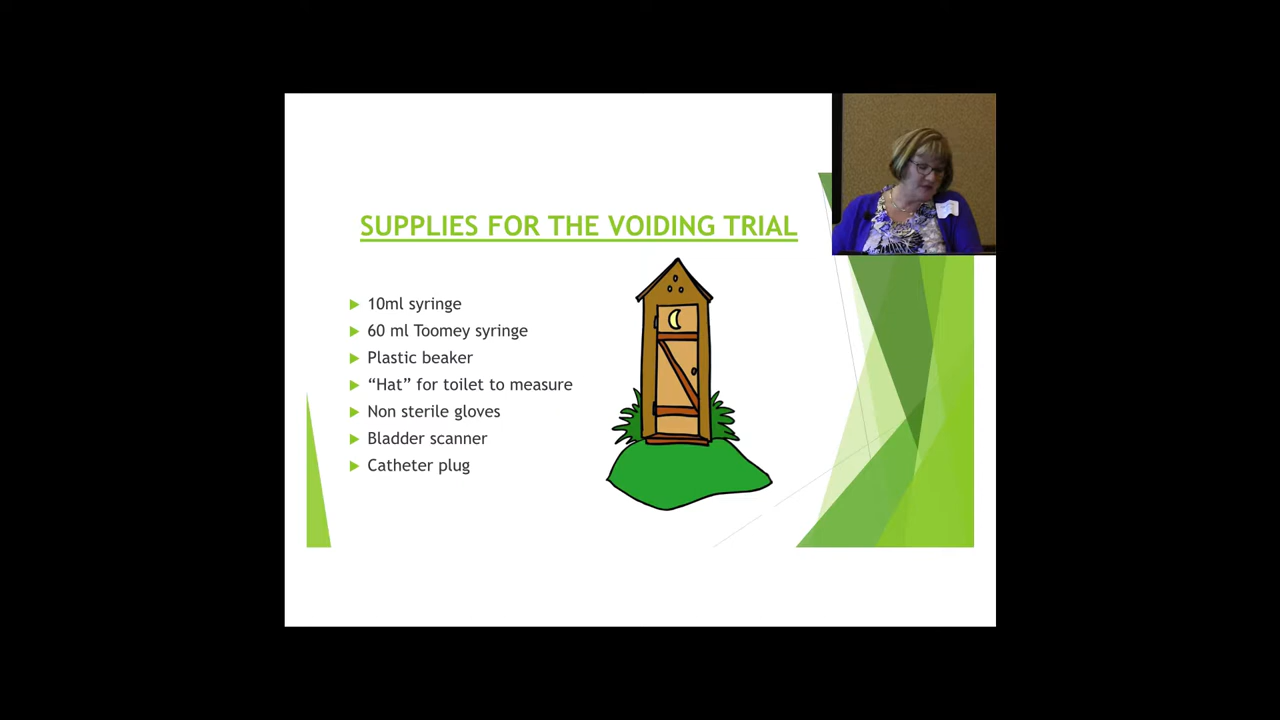 SUPPLIES FOR THE VOIDING TRIAL
10ml syringe
60 ml Toomey syringe
Plastic beaker
“Hat” for toilet to measure
Non sterile gloves
Bladder scanner
Catheter plug